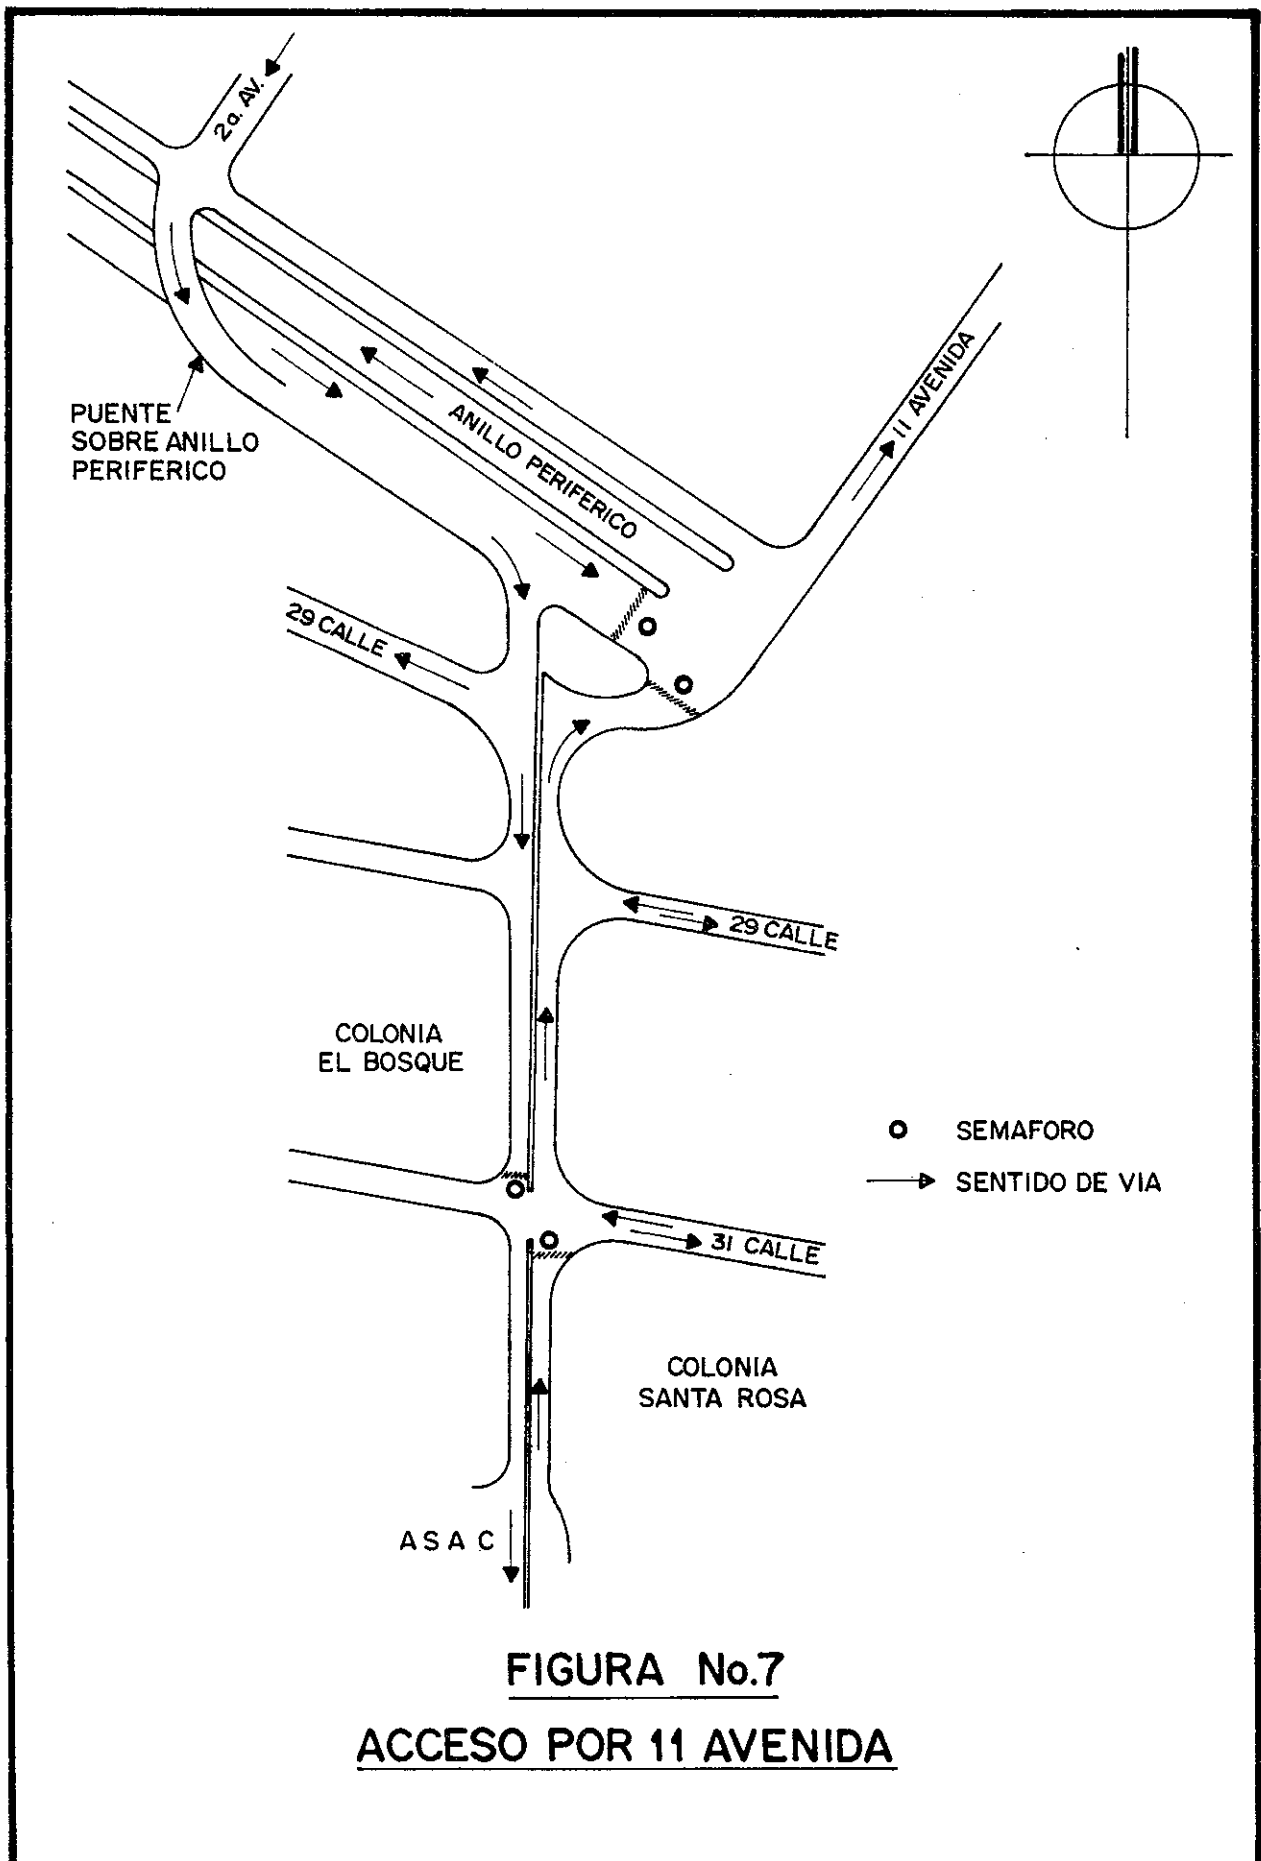 2a. AV.
11 AVENIDA
PUENTE
SOBRE ANILLO
PERIFERICO
ANILLO PERIFERICO
29 CALLE
29 CALLE
COLONIA
EL BOSQUE
SEMAFORO
SENTIDO DE VIA
31 CALLE
COLONIA
SANTA ROSA
A S A C
FIGURA No.7
ACCESO POR 11 AVENIDA